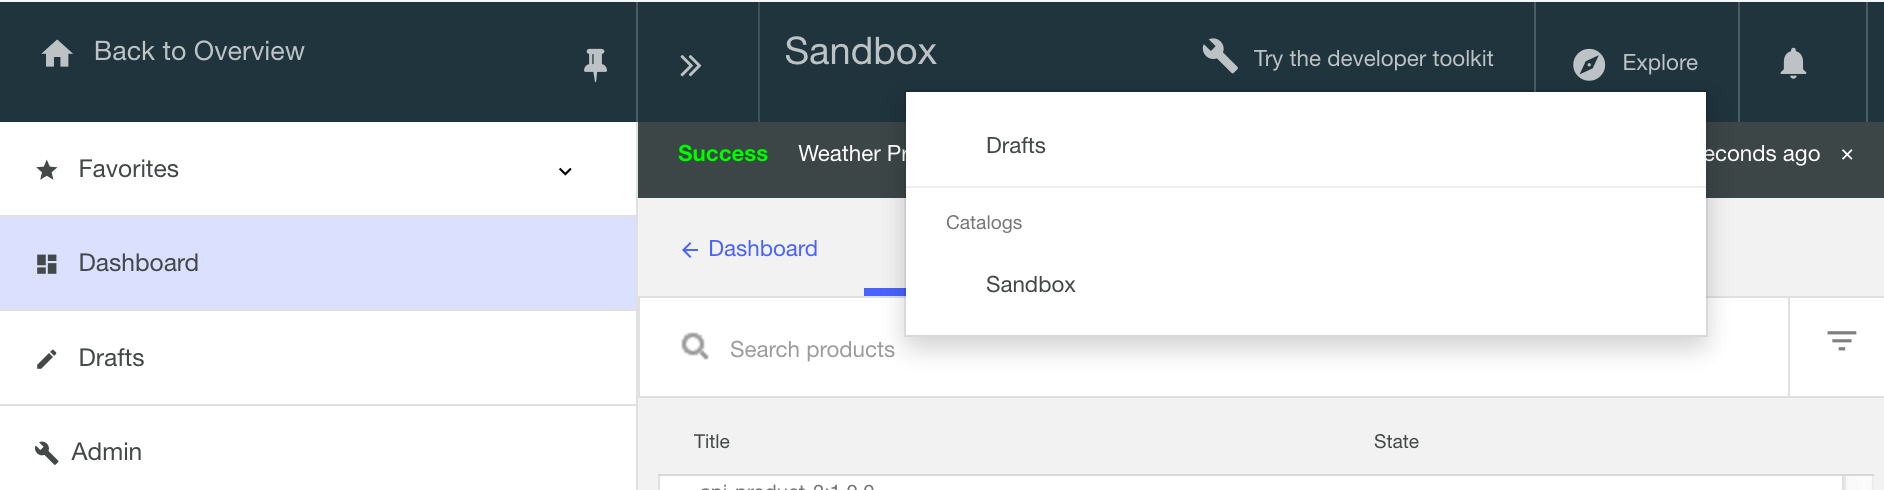 Back to Overview
Sandbox
Try the developer toolkit
Explore
Favorites
Dashboard
Drafts
Admin
Success Weather Pr
econds ago ×
Drafts
Catalogs
Sandbox
← Dashboard
Search products
Title State